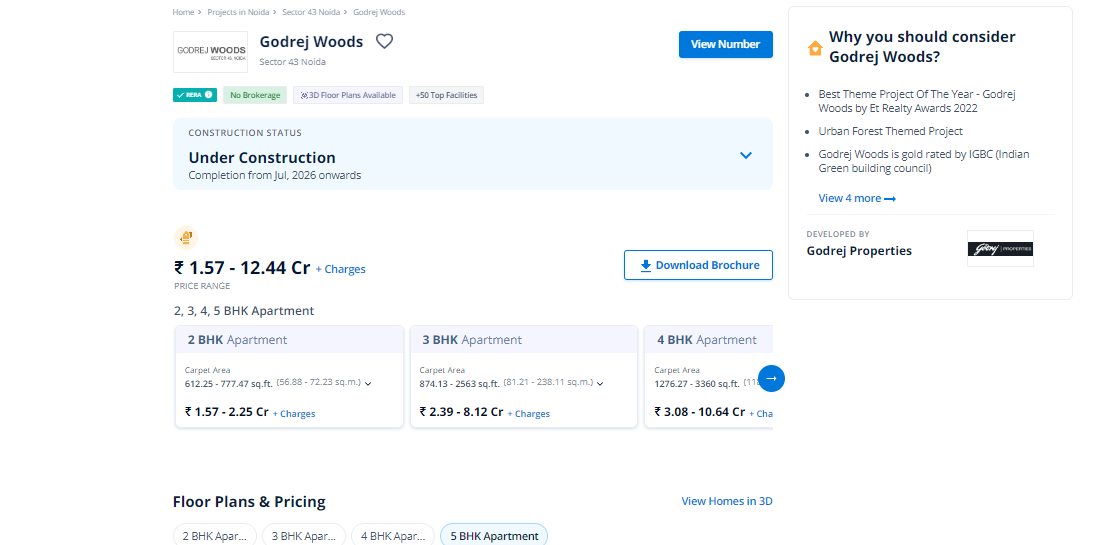 Home > Projects in Noida > Sector 43 Noida > Godrej Woods
GODREJ WOODS
SECTOR 43, NOIDA
Godrej Woods
Sector 43 Noida
View Number
RERA
No Brokerage
3D Floor Plans Available
+50 Top Facilities
CONSTRUCTION STATUS
Under Construction
Completion from Jul, 2026 onwards
₹ 1.57 - 12.44 Cr + Charges
PRICE RANGE
Download Brochure
2, 3, 4, 5 BHK Apartment
2 BHK Apartment
Carpet Area
612.25 - 777.47 sq.ft. (56.88 - 72.23 sq.m.)
₹ 1.57 - 2.25 Cr + Charges
3 BHK Apartment
Carpet Area
874.13 - 2563 sq.ft. (81.21 - 238.11 sq.m.)
₹ 2.39 - 8.12 Cr + Charges
4 BHK Apartment
Carpet Area
1276.27 - 3360 sq.ft.
₹ 3.08 - 10.64 Cr + Cha
Floor Plans & Pricing
View Homes in 3D
2 BHK Apar...
3 BHK Apar...
4 BHK Apar...
5 BHK Apartment
Why you should consider
Godrej Woods?
Best Theme Project Of The Year - Godrej
Woods by Et Realty Awards 2022
Urban Forest Themed Project
Godrej Woods is gold rated by IGBC (Indian
Green building council)
View 4 more
DEVELOPED BY
Godrej Properties
Godrej | PROPERTIES